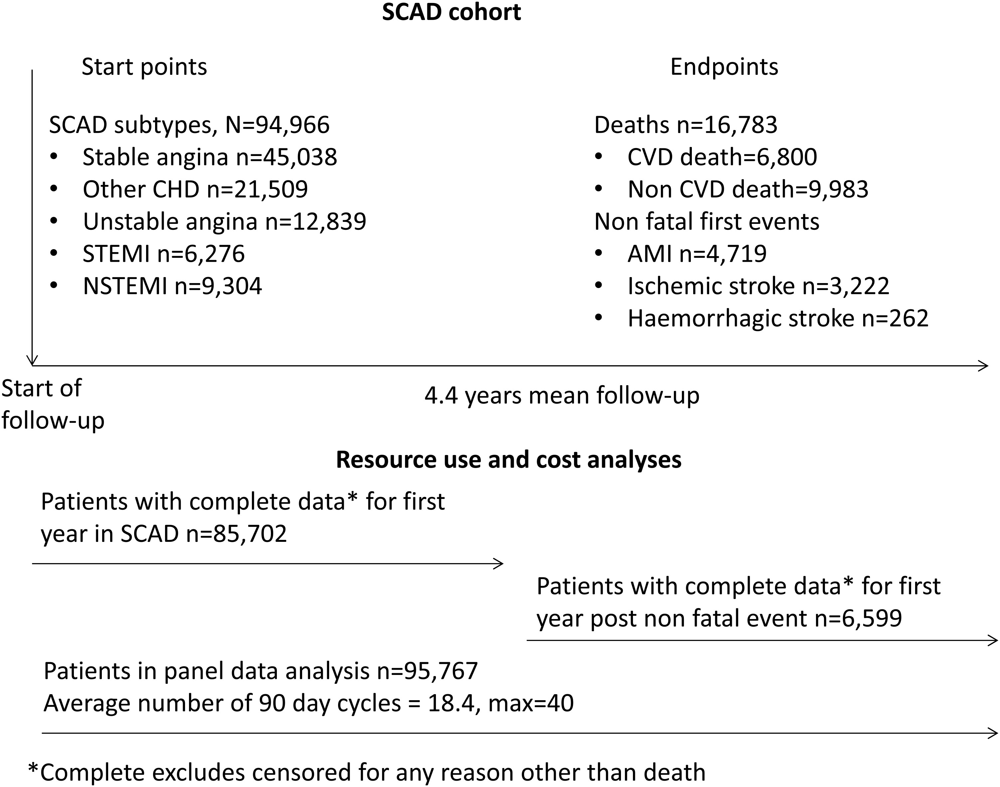 SCAD cohort
Start points
SCAD subtypes, N=94,966
• Stable angina n=45,038
• Other CHD n=21,509
• Unstable angina n=12,839
• STEMI n=6,276
• NSTEMI n=9,304
Endpoints
Deaths n=16,783
• CVD death=6,800
• Non CVD death=9,983
Non fatal first events
• AMI n=4,719
• Ischemic stroke n=3,222
• Haemorrhagic stroke n=262
Start of
follow-up
4.4 years mean follow-up
Resource use and cost analyses
Patients with complete data* for first
year in SCAD n=85,702
Patients with complete data* for first
year post non fatal event n=6,599
Patients in panel data analysis n=95,767
Average number of 90 day cycles = 18.4, max=40
*Complete excludes censored for any reason other than death